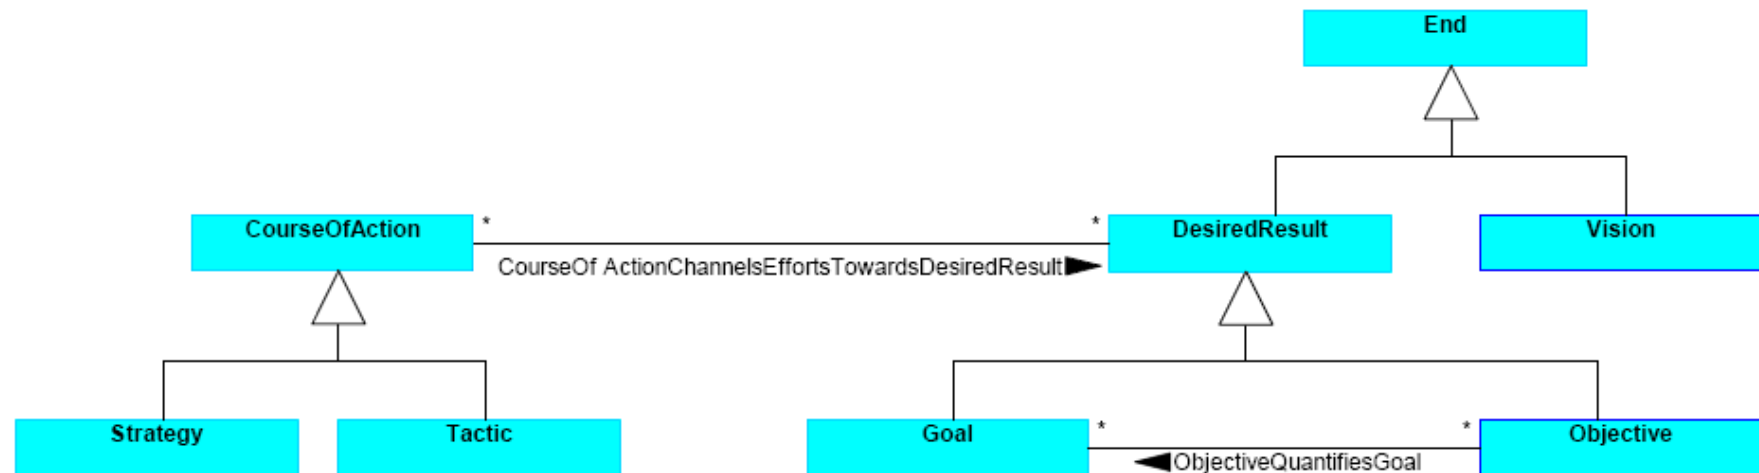 End
CourseOfAction
*
*
DesiredResult
Vision
CourseOf ActionChannelsEffortsTowardsDesiredResult
Strategy
Tactic
Goal
*
*
Objective
ObjectiveQuantifiesGoal